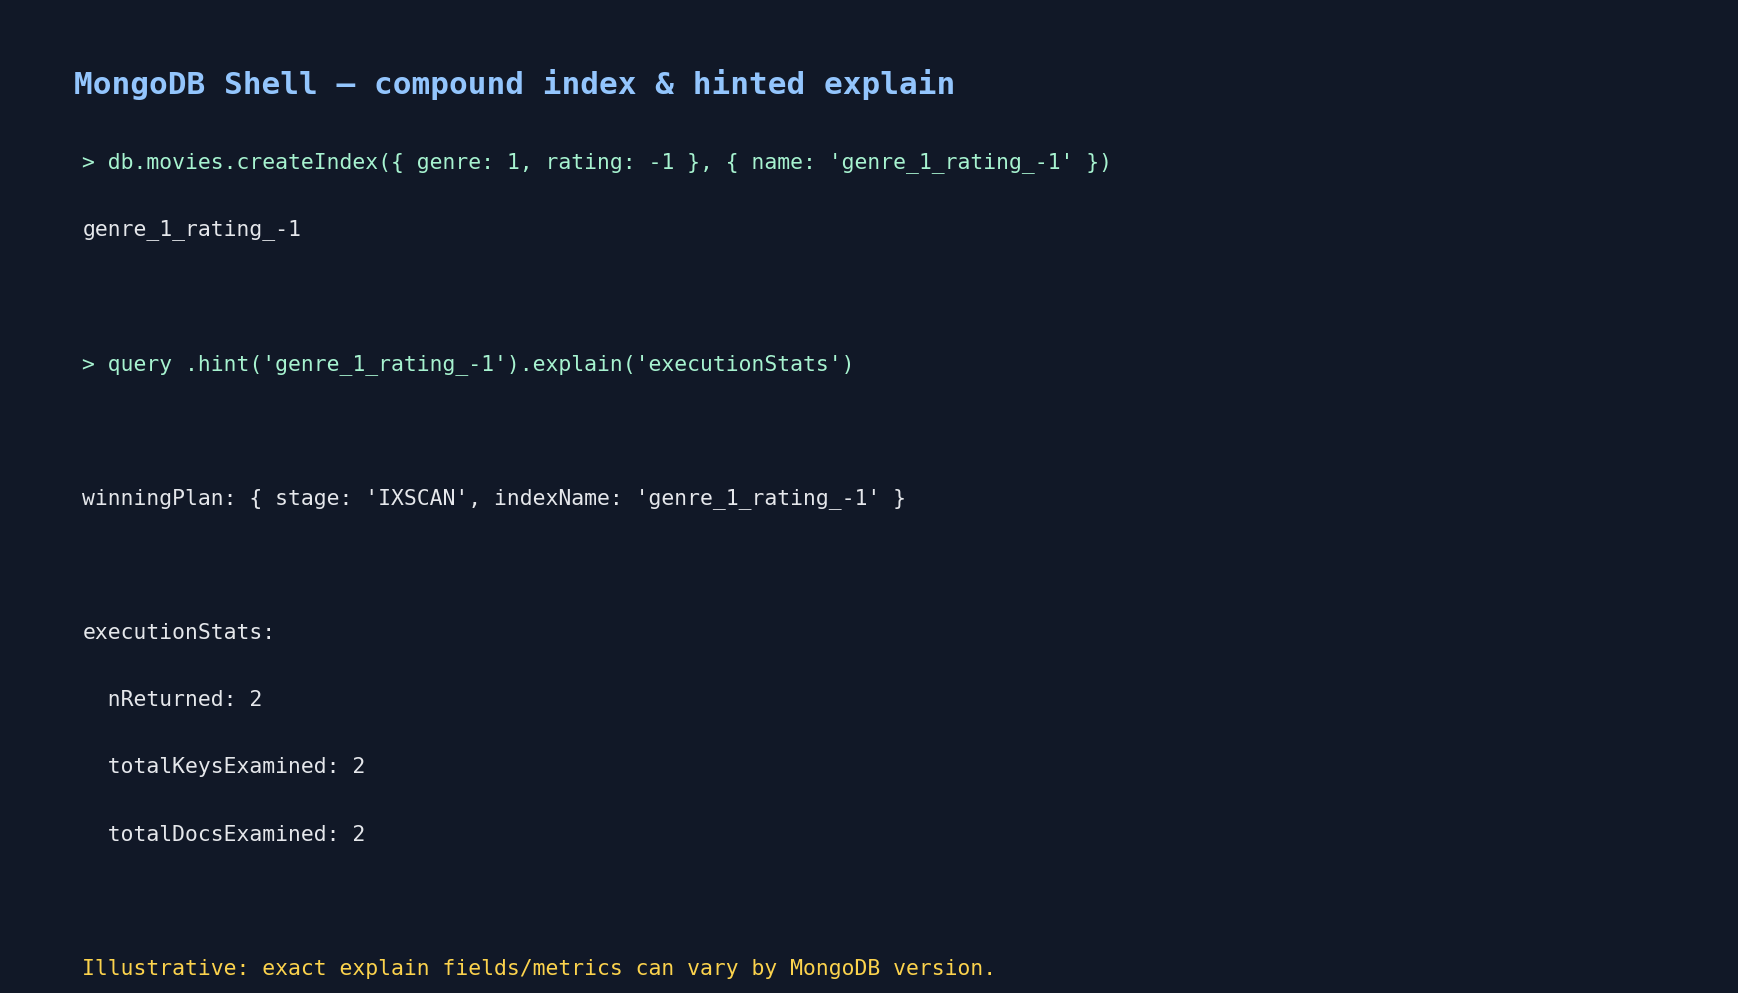 MongoDB Shell — compound index & hinted explain
> db.movies.createIndex({ genre: 1, rating: -1 }, { name: 'genre_1_rating_-1' })
genre_1_rating_-1
> query .hint('genre_1_rating_-1').explain('executionStats')
winningPlan: { stage: 'IXSCAN', indexName: 'genre_1_rating_-1' }
executionStats:
  nReturned: 2
  totalKeysExamined: 2
  totalDocsExamined: 2
Illustrative: exact explain fields/metrics can vary by MongoDB version.